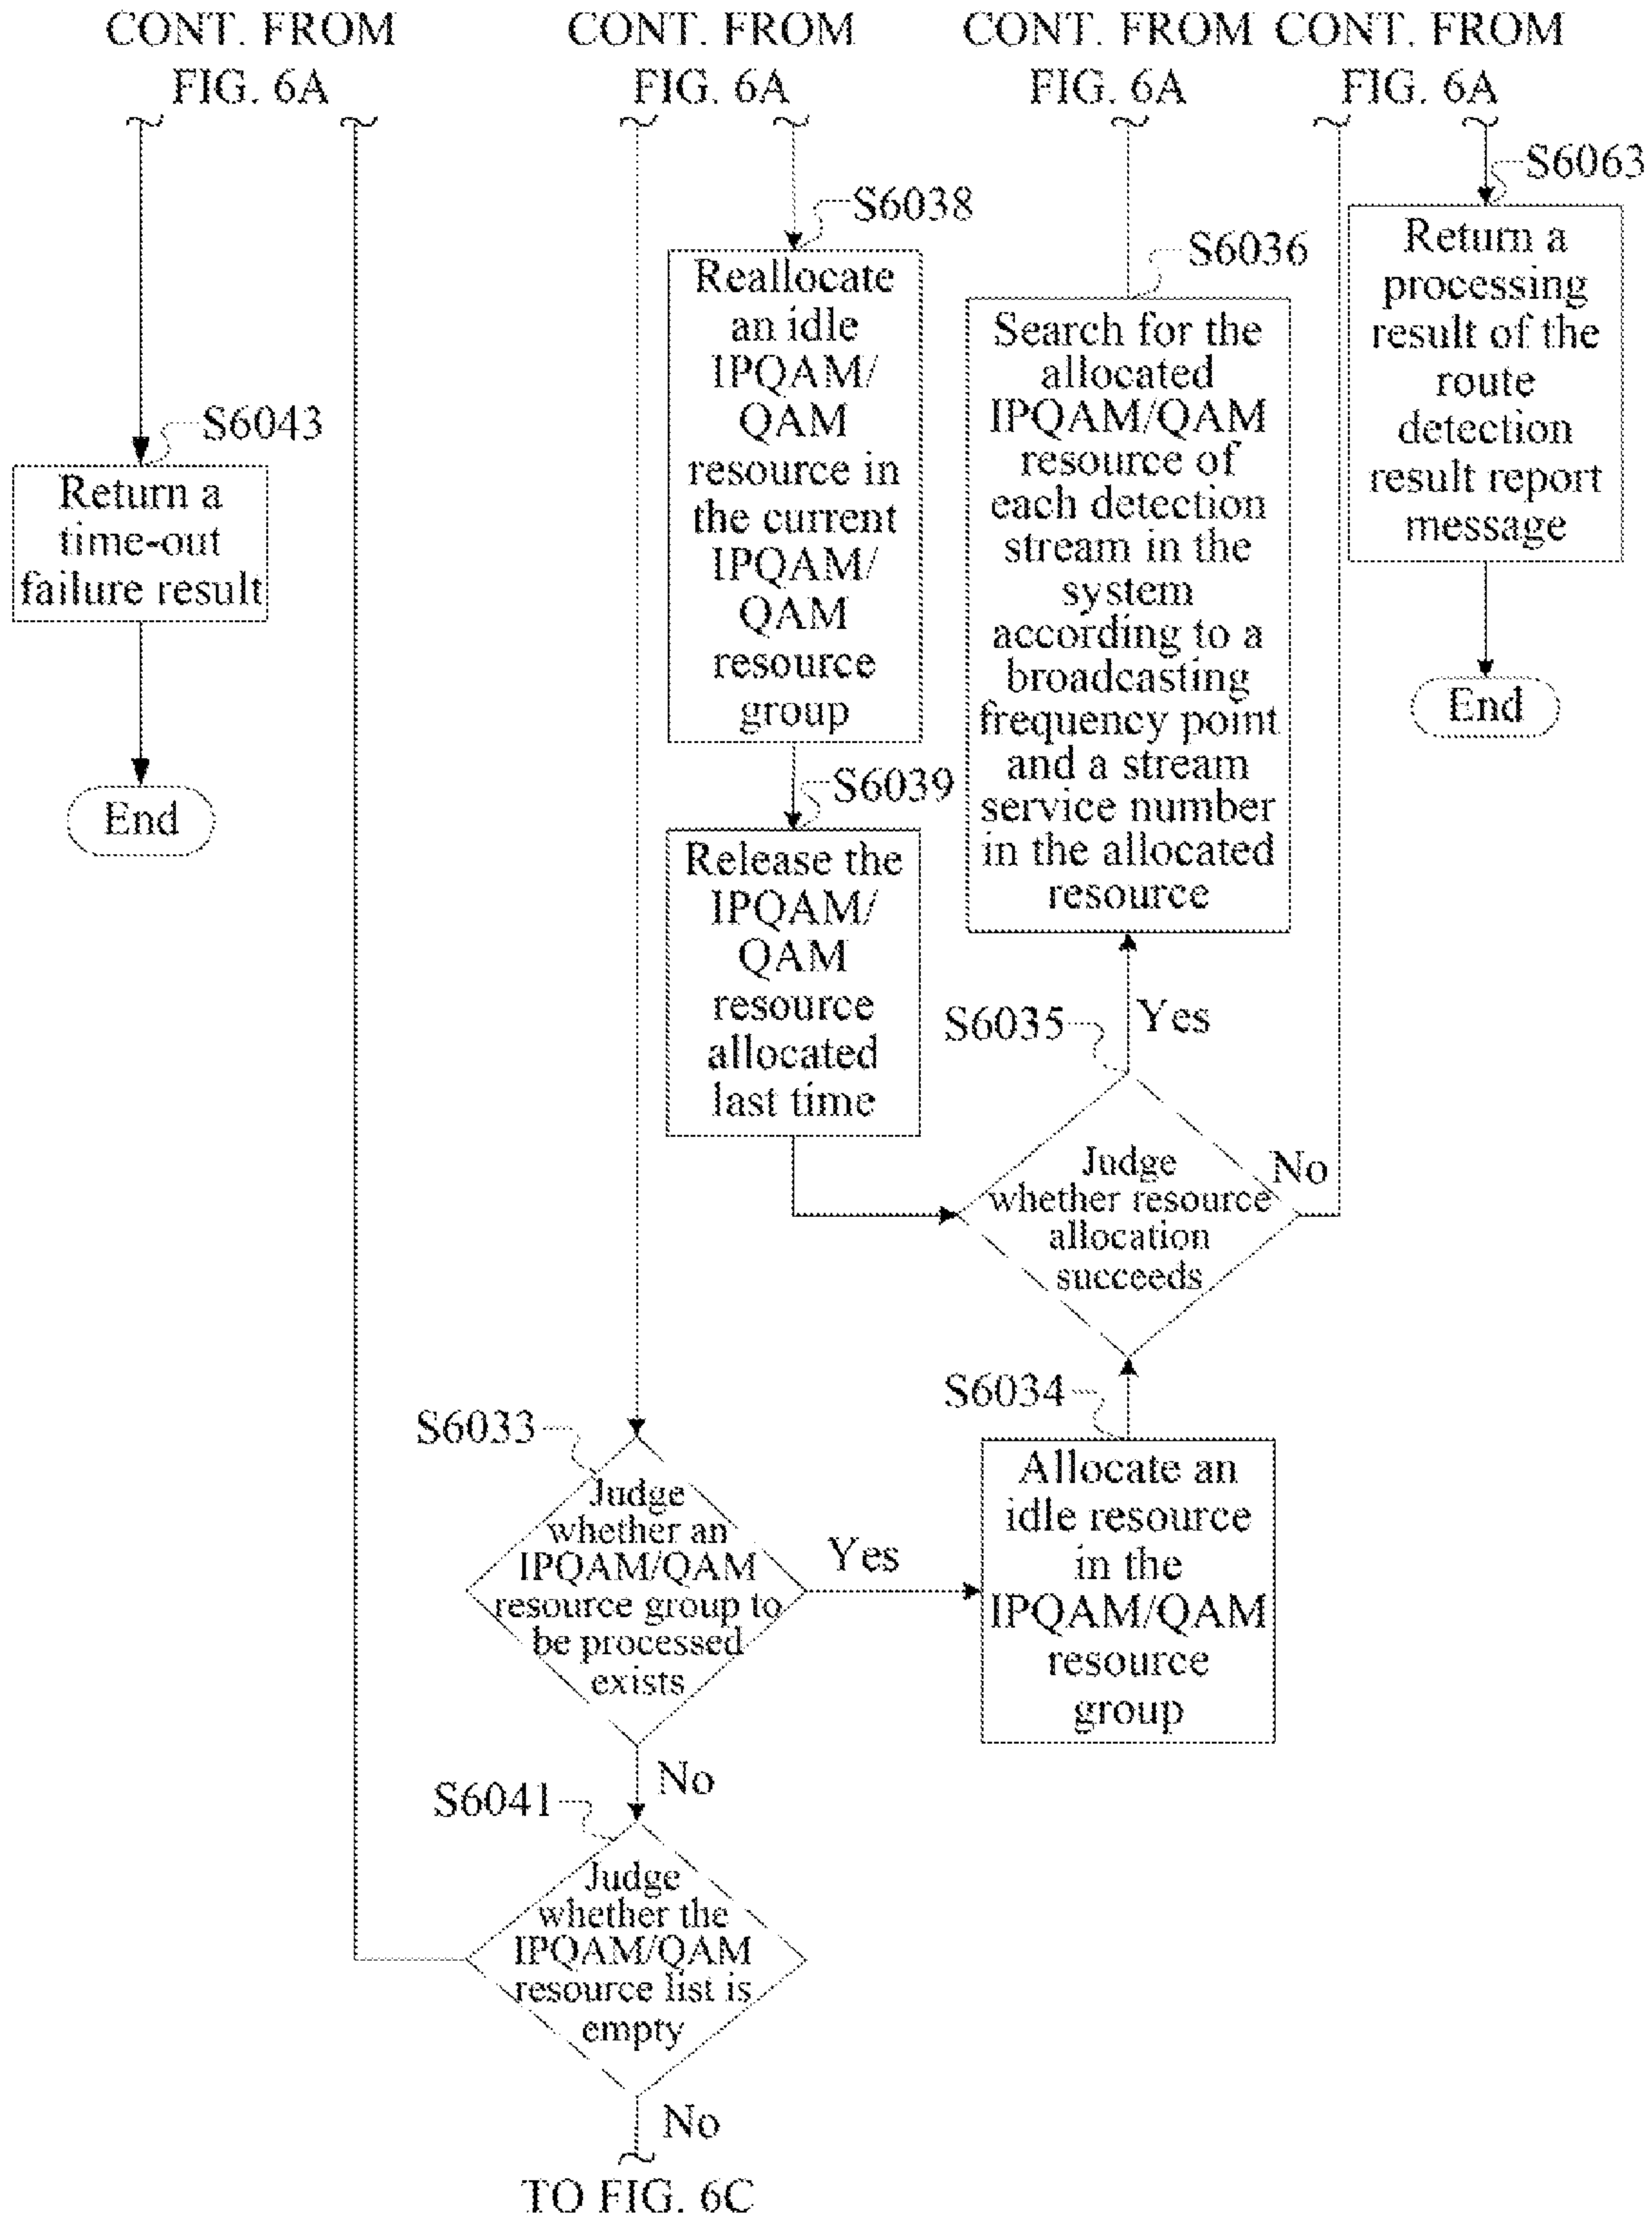 CONT. FROM
FIG. 6A
CONT. FROM
FIG. 6A
CONT. FROM
FIG. 6A
CONT. FROM
FIG. 6A
S6063
Return a
processing
result of the
route
detection
result report
message
End
S6038
Reallocate
an idle
IPQAM/
QAM
resource in
the current
IPQAM/
QAM
resource
group
S6036
Search for the
allocated
IPQAM/QAM
resource of
each detection
stream in the
system
according to a
broadcasting
frequency point
and a stream
service number
in the allocated
resource
S6043
Return a
time-out
failure result
End
S6039
Release the
IPQAM/
QAM
resource
allocated
last time
S6035
Yes
Judge
whether resource
allocation
succeeds
No
S6034
Allocate an
idle resource
in the
IPQAM/QAM
resource
group
S6033
Judge
whether an
IPQAM/QAM
resource group to
be processed
exists
Yes
No
S6041
Judge
whether the
IPQAM/QAM
resource list is
empty
No
TO FIG. 6C